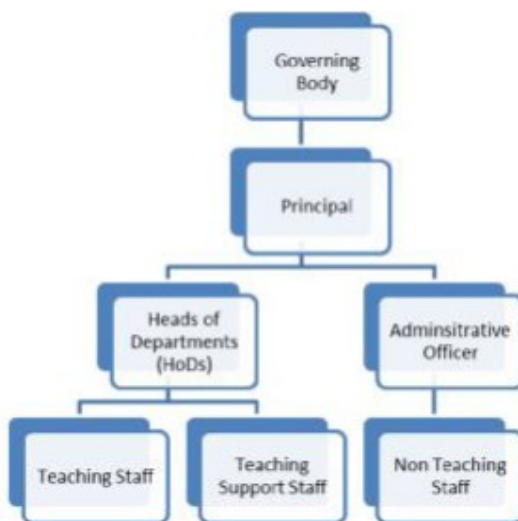 Governing
Body
Principal
Heads of
Departments
(HoDs)
Adminsitrative
Officer
Teaching Staff
Teaching
Support Staff
Non Teaching
Staff